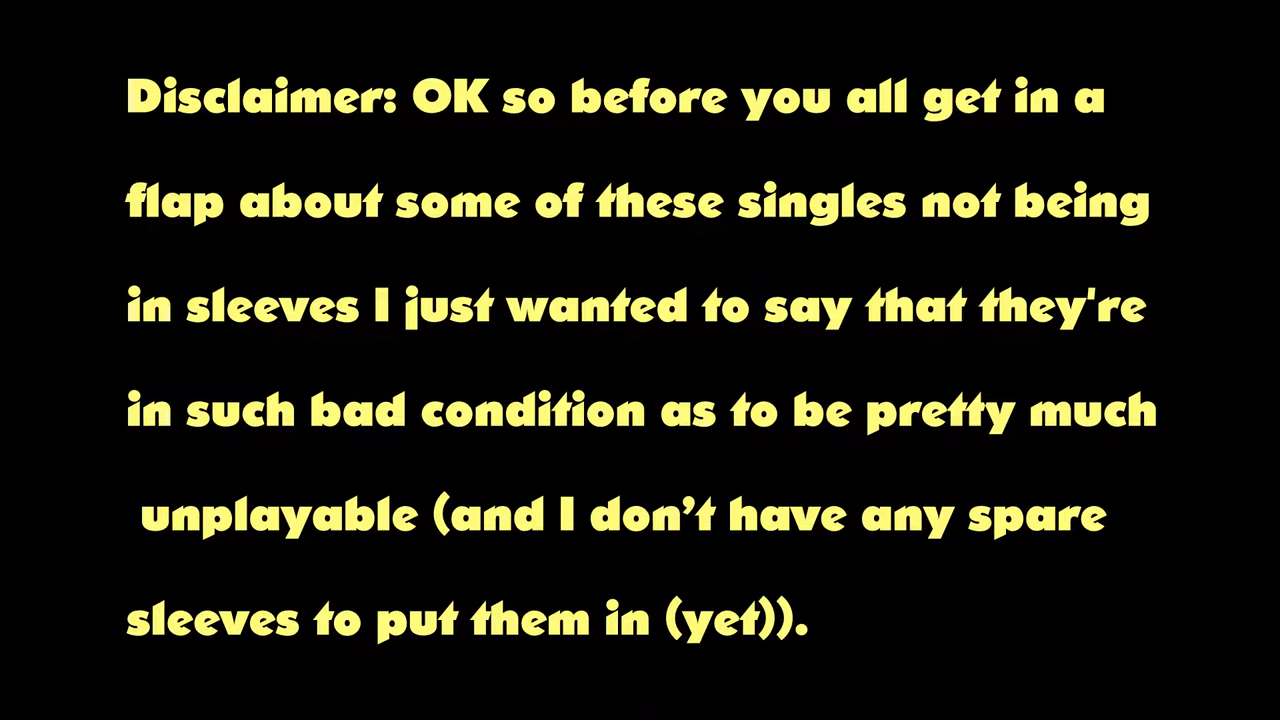 Disclaimer: OK so before you all get in a
flap about some of these singles not being
in sleeves I just wanted to say that they're
in such bad condition as to be pretty much
unplayable (and I don’t have any spare
sleeves to put them in (yet)).